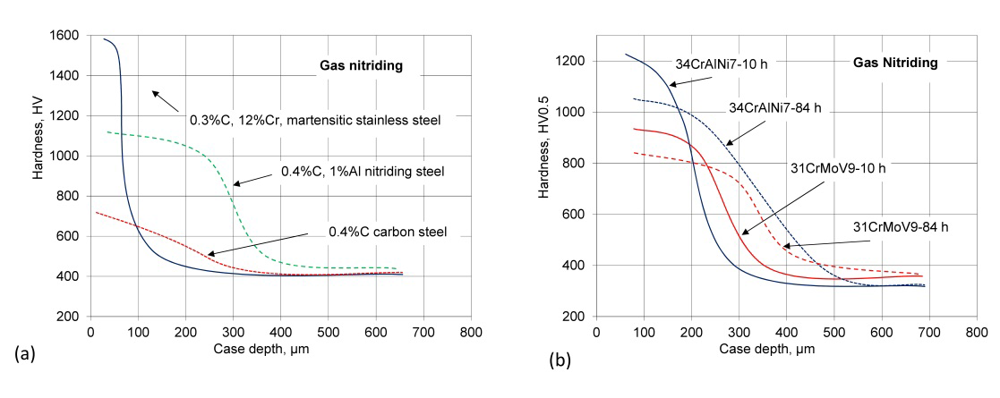 1600
1400
1200
1000
800
600
400
200
0 100 200 300 400 500 600 700 800
Hardness, HV
Case depth, µm
Gas nitriding
0.3%C, 12%Cr, martensitic stainless steel
0.4%C, 1%Al nitriding steel
0.4%C carbon steel
(a)
1200
1000
800
600
400
200
0 100 200 300 400 500 600 700 800
Hardness, HV0.5
Case depth, µm
Gas Nitriding
34CrAlNi7-10 h
34CrAlNi7-84 h
31CrMoV9-10 h
31CrMoV9-84 h
(b)